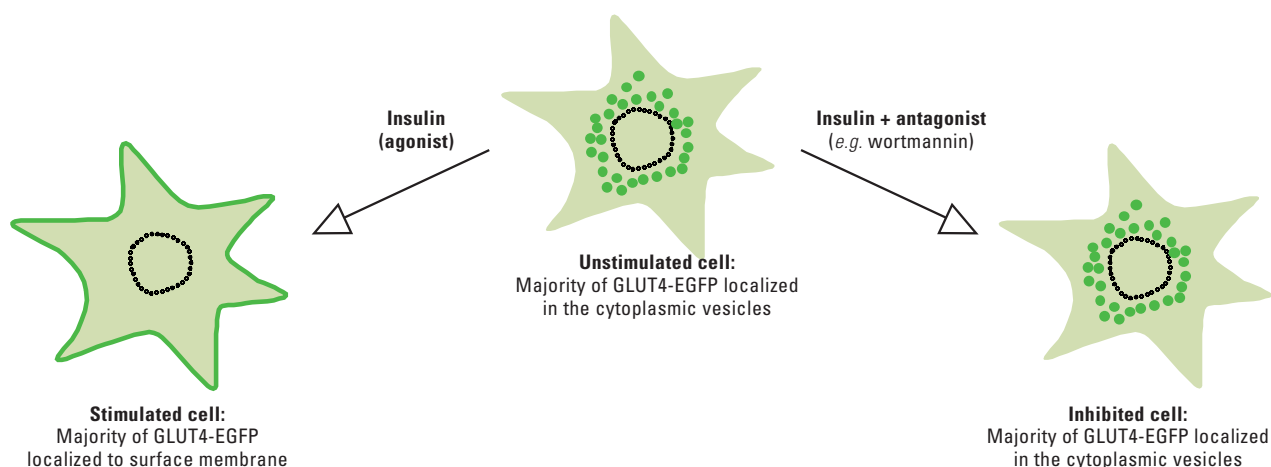 Insulin
(agonist)
Insulin + antagonist
(e.g. wortmannin)
Unstimulated cell:
Majority of GLUT4-EGFP localized
in the cytoplasmic vesicles
Stimulated cell:
Majority of GLUT4-EGFP
localized to surface membrane
Inhibited cell:
Majority of GLUT4-EGFP localized
in the cytoplasmic vesicles